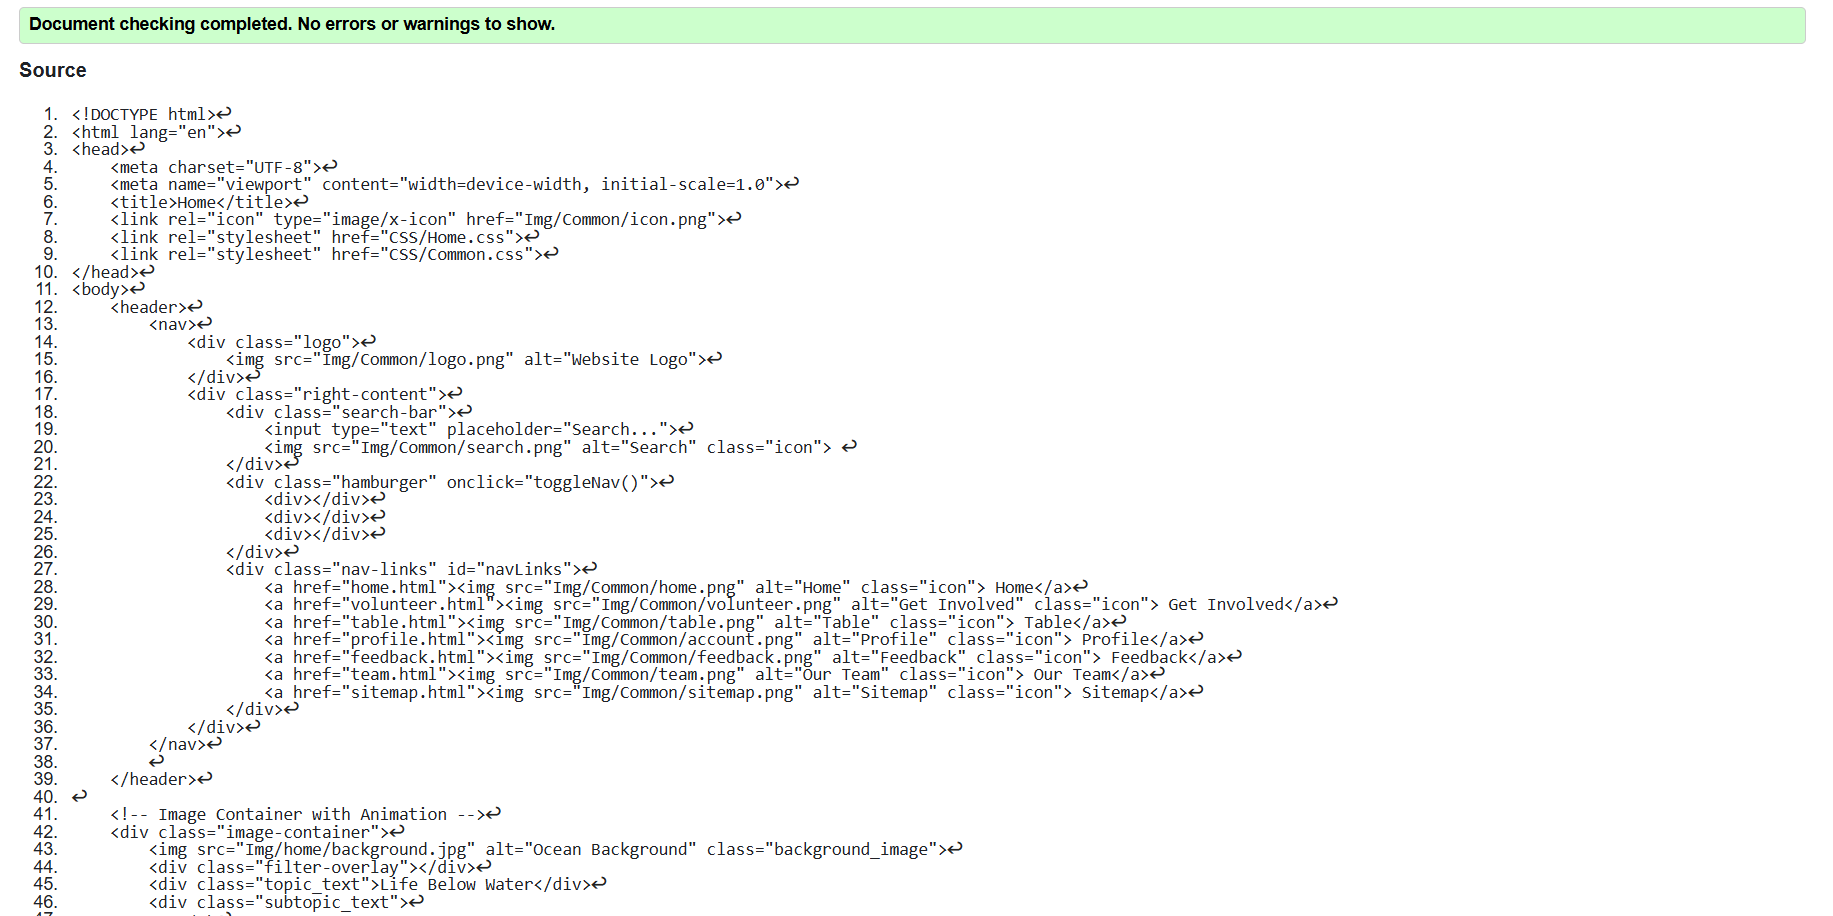 Document checking completed. No errors or warnings to show.
Source
1. <!DOCTYPE html>↩
2. <html lang="en">↩
3. <head>↩
4.     <meta charset="UTF-8">↩
5.     <meta name="viewport" content="width=device-width, initial-scale=1.0">↩
6.     <title>Home</title>↩
7.     <link rel="icon" type="image/x-icon" href="Img/Common/icon.png">↩
8.     <link rel="stylesheet" href="CSS/Home.css">↩
9.     <link rel="stylesheet" href="CSS/Common.css">↩
10. </head>↩
11. <body>↩
12.     <header>↩
13.         <nav>↩
14.             <div class="logo">↩
15.                 <img src="Img/Common/logo.png" alt="Website Logo">↩
16.             </div>↩
17.             <div class="right-content">↩
18.                 <div class="search-bar">↩
19.                     <input type="text" placeholder="Search...">↩
20.                     <img src="Img/Common/search.png" alt="Search" class="icon"> ↩
21.                 </div>↩
22.                 <div class="hamburger" onclick="toggleNav()">↩
23.                     <div></div>↩
24.                     <div></div>↩
25.                     <div></div>↩
26.                 </div>↩
27.                 <div class="nav-links" id="navLinks">↩
28.                     <a href="home.html"><img src="Img/Common/home.png" alt="Home" class="icon"> Home</a>↩
29.                     <a href="volunteer.html"><img src="Img/Common/volunteer.png" alt="Get Involved" class="icon"> Get Involved</a>↩
30.                     <a href="table.html"><img src="Img/Common/table.png" alt="Table" class="icon"> Table</a>↩
31.                     <a href="profile.html"><img src="Img/Common/account.png" alt="Profile" class="icon"> Profile</a>↩
32.                     <a href="feedback.html"><img src="Img/Common/feedback.png" alt="Feedback" class="icon"> Feedback</a>↩
33.                     <a href="team.html"><img src="Img/Common/team.png" alt="Our Team" class="icon"> Our Team</a>↩
34.                     <a href="sitemap.html"><img src="Img/Common/sitemap.png" alt="Sitemap" class="icon"> Sitemap</a>↩
35.                 </div>↩
36.             </div>↩
37.         </nav>↩
38.         ↩
39.     </header>↩
40. ↩
41.     <!-- Image Container with Animation -->↩
42.     <div class="image-container">↩
43.         <img src="Img/home/background.jpg" alt="Ocean Background" class="background_image">↩
44.         <div class="filter-overlay"></div>↩
45.         <div class="topic_text">Life Below Water</div>↩
46.         <div class="subtopic_text">↩